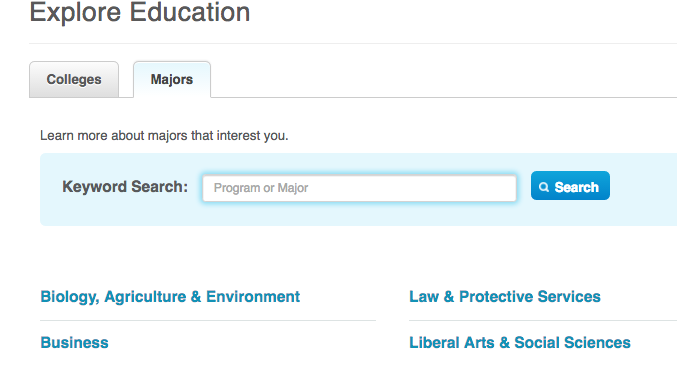 Explore Education
Colleges Majors
Learn more about majors that interest you.
Keyword Search: Program or Major Search
Biology, Agriculture & Environment Law & Protective Services
Business Liberal Arts & Social Sciences